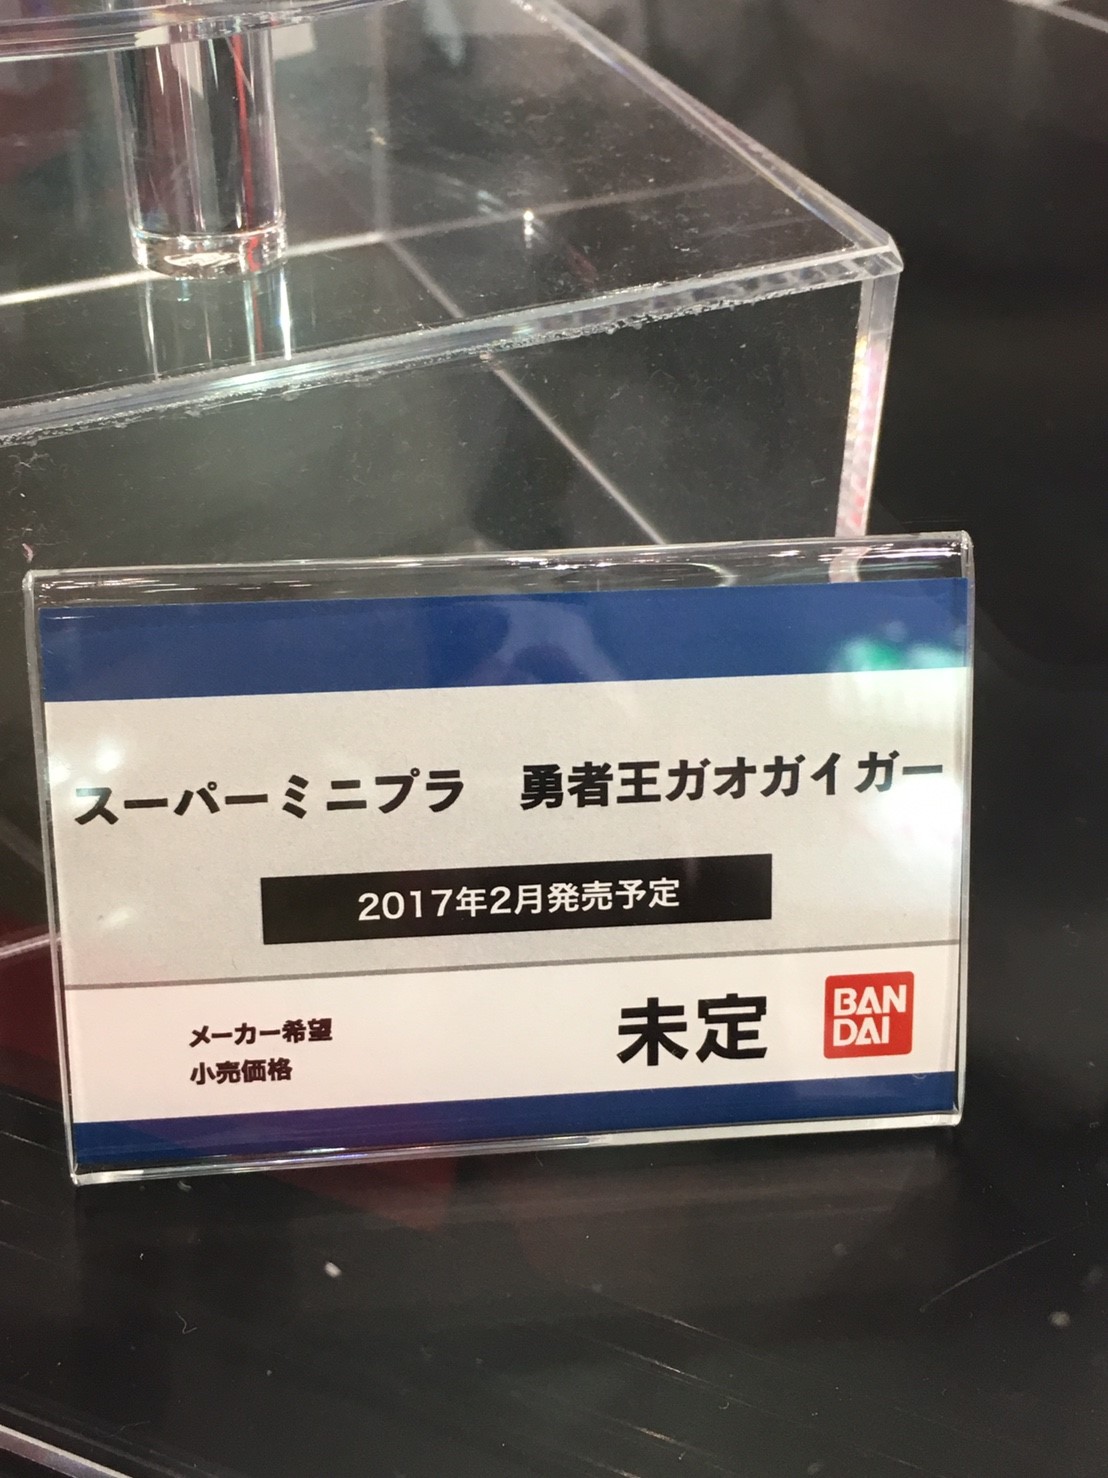 スーパーミニプラ　勇者王ガオガイガー
2017年2月発売予定
メーカー希望
小売価格
未定
BAN
DAI